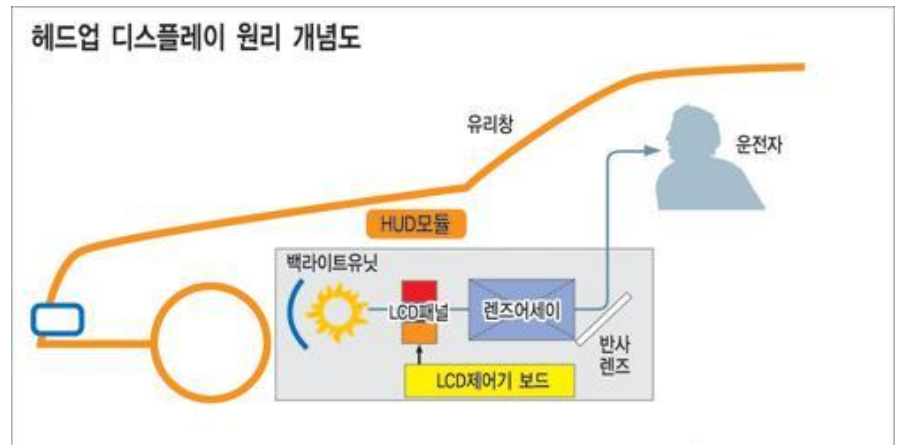 헤드업 디스플레이 원리 개념도
유리창
운전자
HUD모듈
백라이트유닛
LCD패널
렌즈어세이
반사
렌즈
LCD제어기 보드